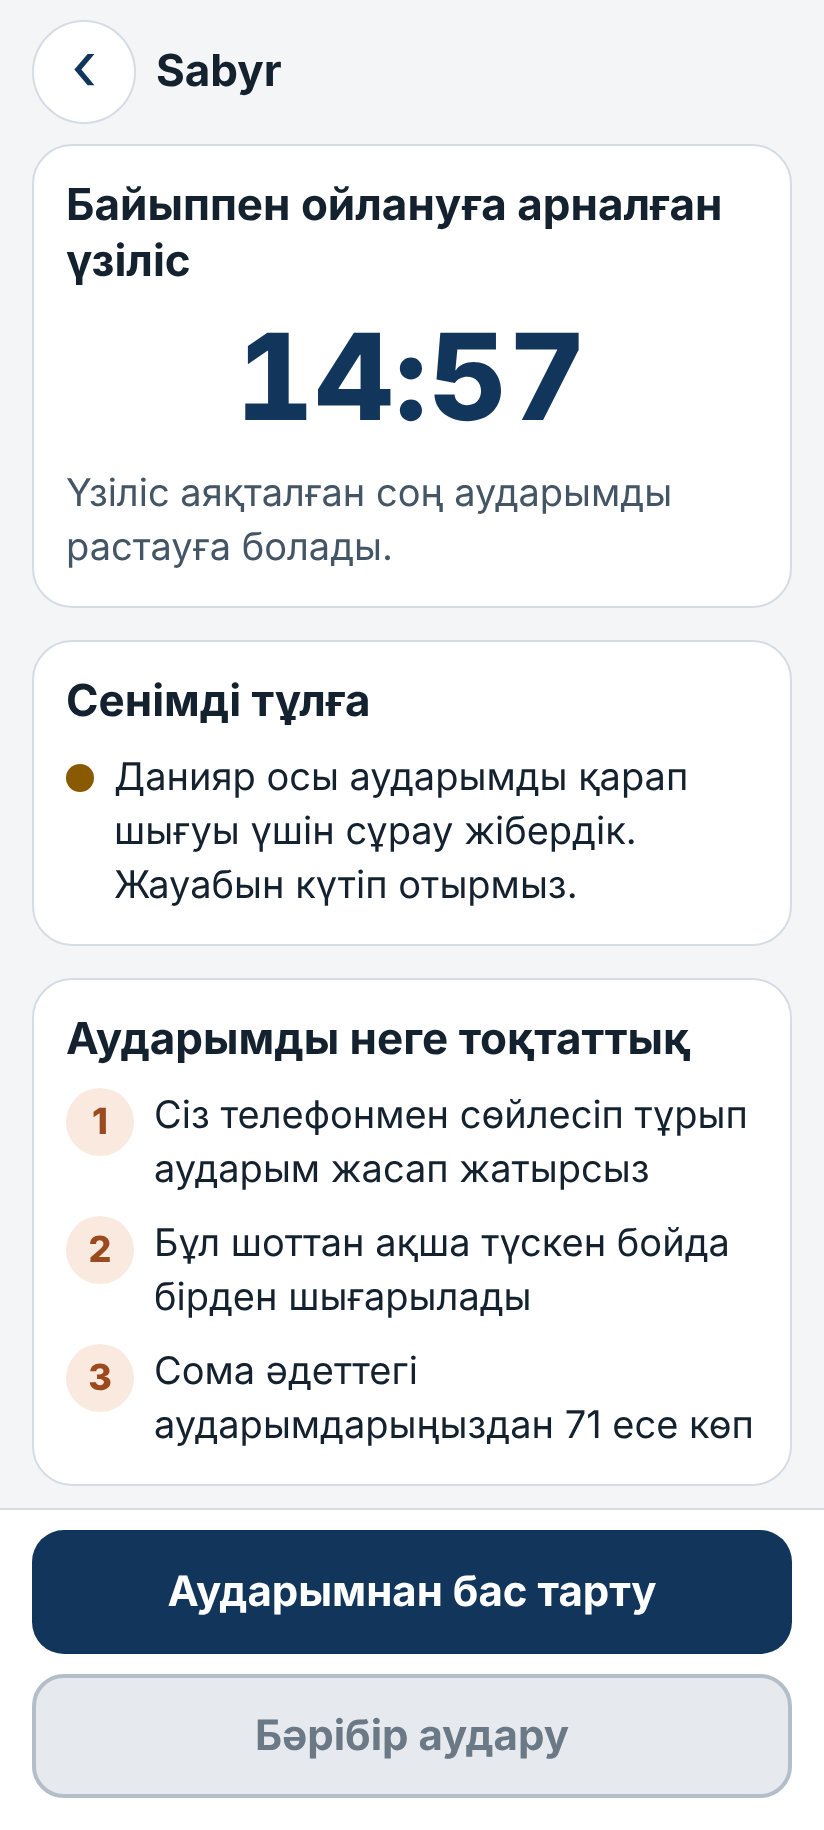 Sabyr
Байыппен ойлануға арналған
үзіліс
14:57
Үзіліс аяқталған соң аударымды
растауға болады.
Сенімді тұлға
Данияр осы аударымды қарап
шығуы үшін сұрау жібердік.
Жауабын күтіп отырмыз.
Аударымды неге тоқтаттық
1 Сіз телефонмен сөйлесіп тұрып
аударым жасап жатырсыз
2 Бұл шоттан ақша түскен бойда
бірден шығарылады
3 Сома әдеттегі
аударымдарыңыздан 71 есе көп
Аударымнан бас тарту
Бәрібір аудару